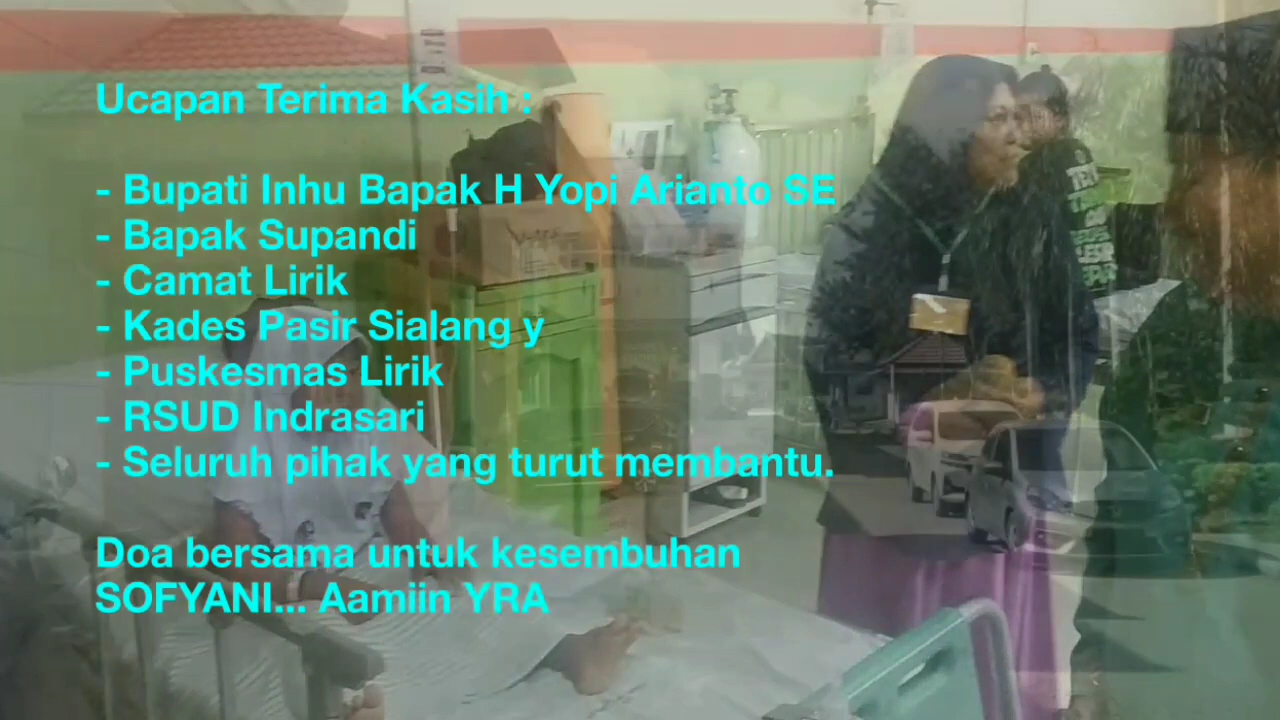 Ucapan Terima Kasih :
- Bupati Inhu Bapak H Yopi Arianto SE
- Bapak Supandi
- Camat Lirik
- Kades Pasir Sialang y
- Puskesmas Lirik
- RSUD Indrasari
- Seluruh pihak yang turut membantu.
Doa bersama untuk kesembuhan
SOFYANI... Aamiin YRA